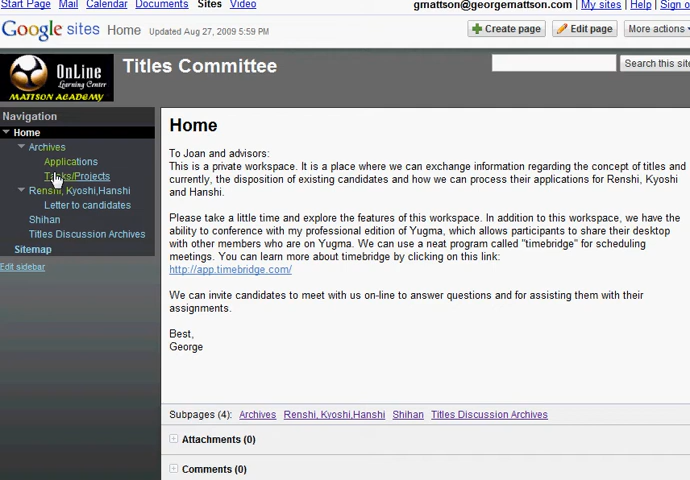 Start Page Mail Calendar Documents Sites Video
gmattson@georgemattson.com | My sites | Help | Sign o
Google sites Home Updated Aug 27, 2009 5:59 PM
Create page Edit page More actions
OnLine
Learning Center
MATTSON ACADEMY
Titles Committee
Search this site
Navigation
Home
Archives
Applications
Tasks/Projects
Renshi, Kyoshi,Hanshi
Letter to candidates
Shihan
Titles Discussion Archives
Sitemap
Edit sidebar
Home
To Joan and advisors:
This is a private workspace. It is a place where we can exchange information regarding the concept of titles and
currently, the disposition of existing candidates and how we can process their applications for Renshi, Kyoshi
and Hanshi.
Please take a little time and explore the features of this workspace. In addition to this workspace, we have the
ability to conference with my professional edition of Yugma, which allows participants to share their desktop
with other members who are on Yugma. We can use a neat program called "timebridge" for scheduling
meetings. You can learn more about timebridge by clicking on this link:
http://app.timebridge.com/
We can invite candidates to meet with us on-line to answer questions and for assisting them with their
assignments.
Best,
George
Subpages (4): Archives Renshi, Kyoshi,Hanshi Shihan Titles Discussion Archives
Attachments (0)
Comments (0)